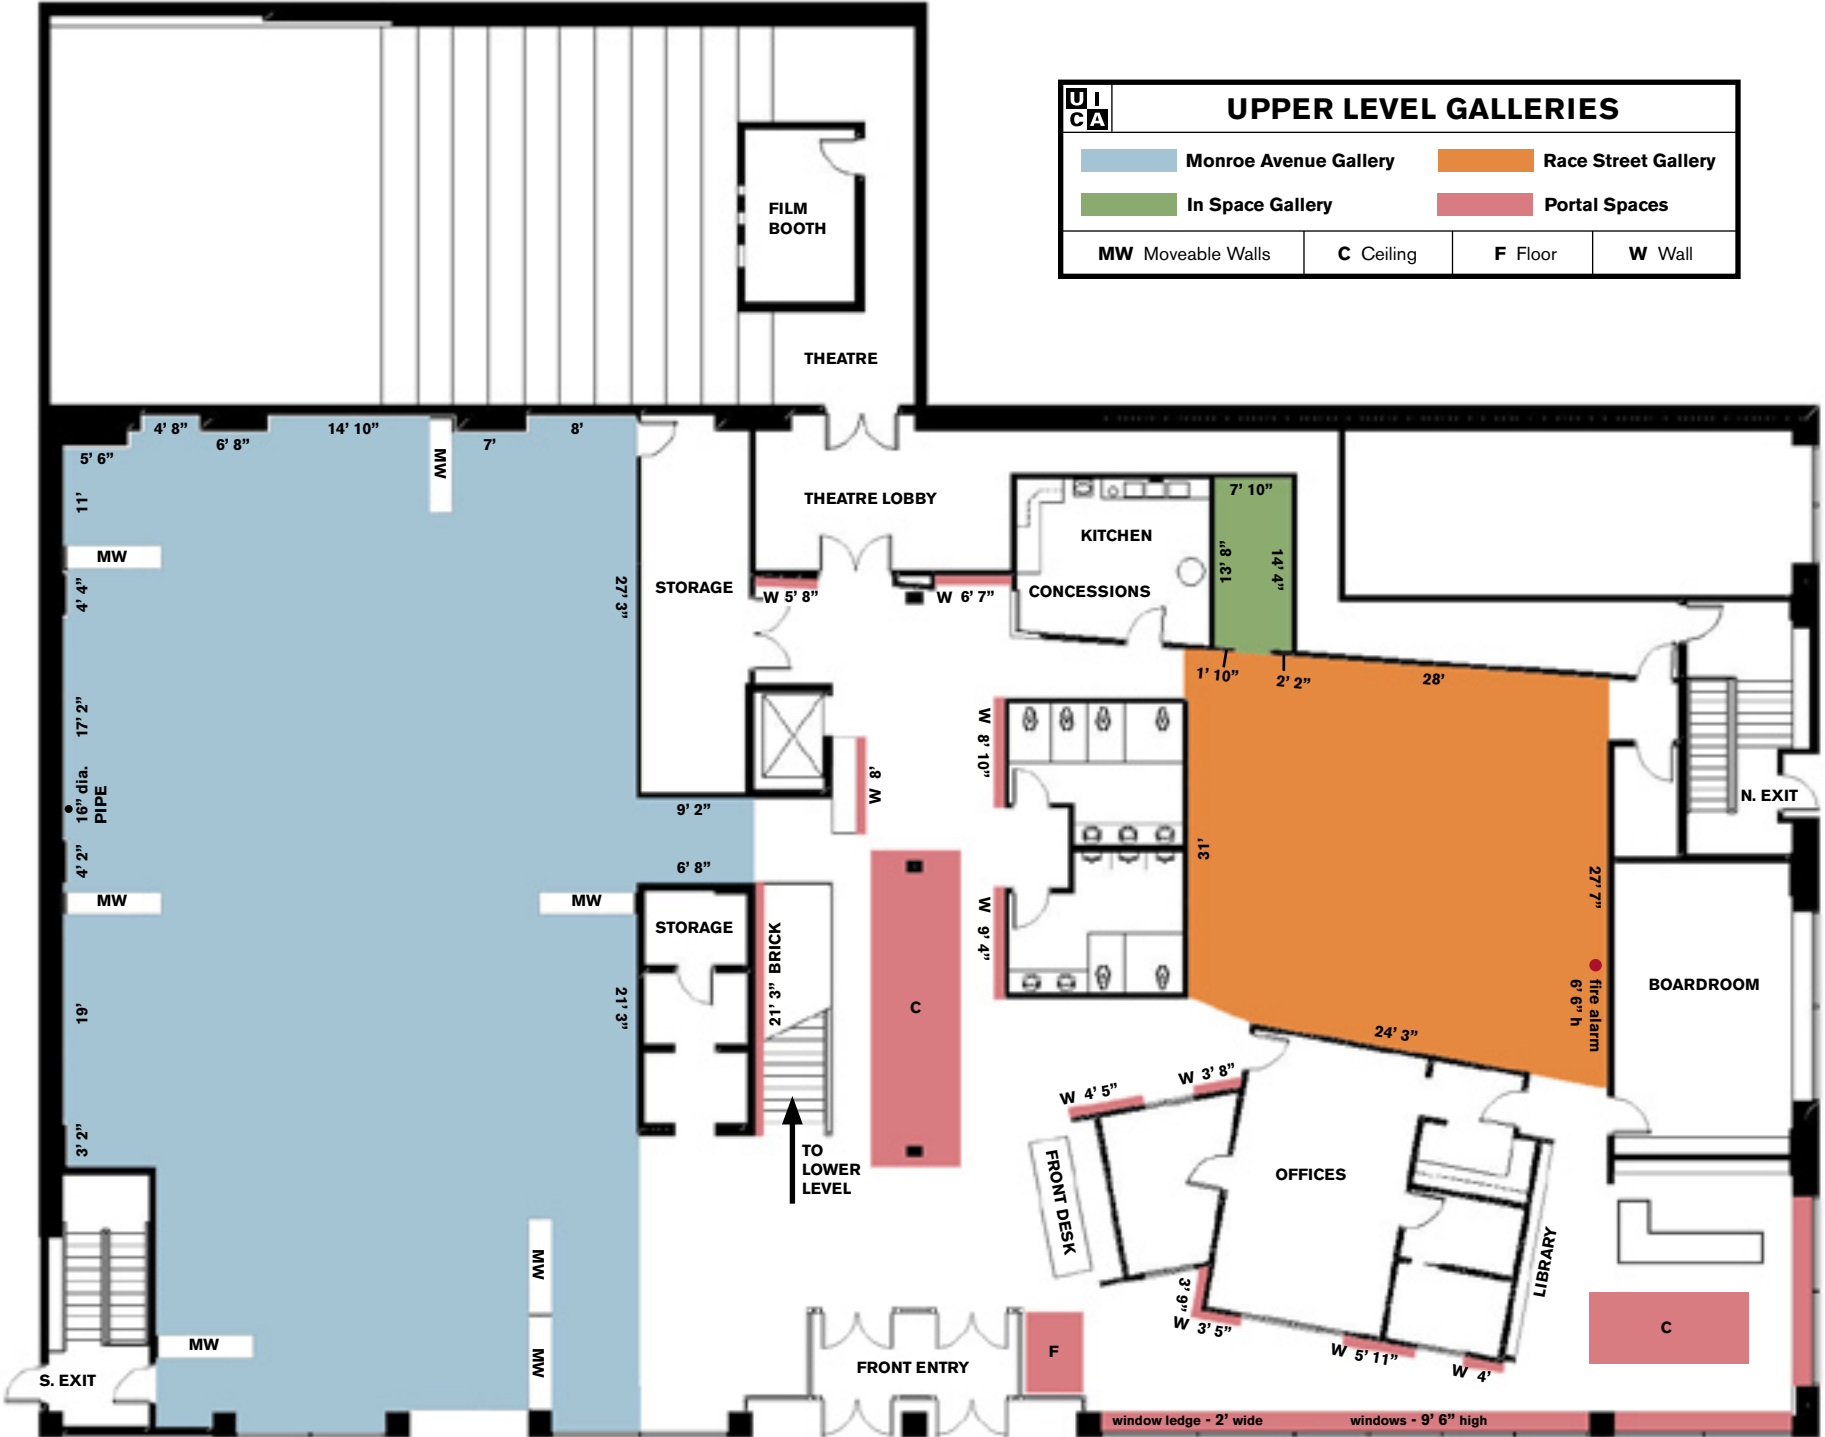 U I
C A
UPPER LEVEL GALLERIES
Monroe Avenue Gallery
Race Street Gallery
In Space Gallery
Portal Spaces
MW Moveable Walls
C Ceiling
F Floor
W Wall
FILM
BOOTH
THEATRE
4’ 8”
6’ 8”
14’ 10”
7’
8’
5’ 6”
11’
MW
MW
4’ 4”
17’ 2”
16” dia.
PIPE
4’ 2”
MW
MW
19’
3’ 2”
27’ 3”
STORAGE
9’ 2”
6’ 8”
STORAGE
21’ 3”
21’ 3” BRICK
THEATRE LOBBY
W 5’ 8”
W 6’ 7”
KITCHEN
CONCESSIONS
7’ 10”
13’ 8”
14’ 4”
1’ 10”
2’ 2”
28’
W 8’ 10”
W 8’
W 9’ 4”
31’
27’ 7”
fire alarm
6’ 6” h
24’ 3”
N. EXIT
BOARDROOM
C
W 4’ 5”
W 3’ 8”
TO
LOWER
LEVEL
FRONT DESK
OFFICES
LIBRARY
MW
MW
MW
S. EXIT
FRONT ENTRY
F
3’ 9”
W 3’ 5”
W 5’ 11”
W 4’
C
window ledge - 2’ wide
windows - 9’ 6” high